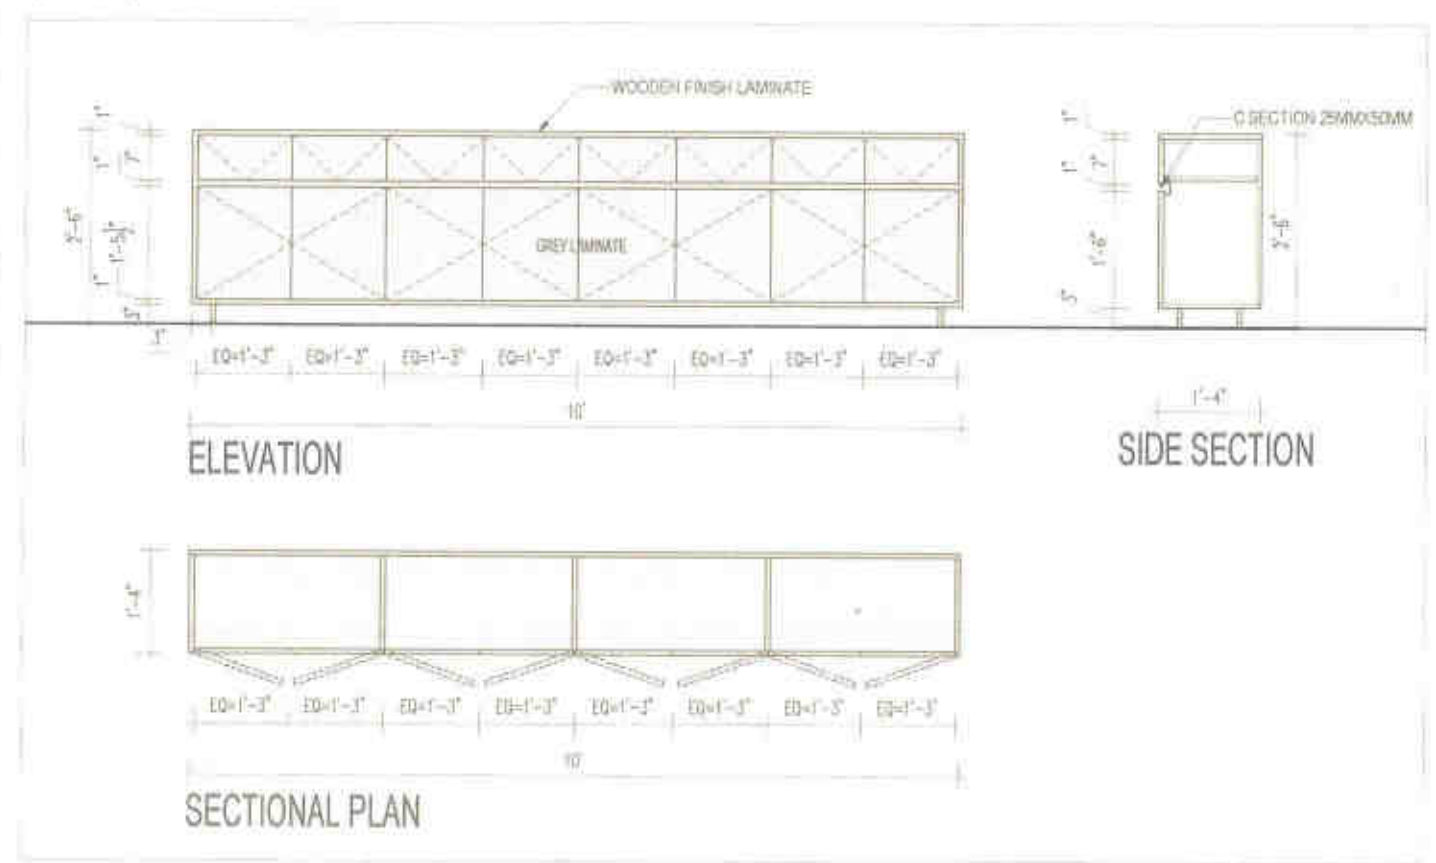 WOODEN FINISH LAMINATE
C SECTION 25MMX50MM
1"
1"
7"
2'-6"
1'-5½"
1"
GREY LAMINATE
1"
1"
7"
1'-6"
2'-6"
EQ=1'-3" EQ=1'-3" EQ=1'-3" EQ=1'-3" EQ=1'-3" EQ=1'-3" EQ=1'-3" EQ=1'-3"
10'
1'-4"
ELEVATION
SIDE SECTION
1'-4"
EQ=1'-3" EQ=1'-3" EQ=1'-3" EQ=1'-3" EQ=1'-3" EQ=1'-3" EQ=1'-3" EQ=1'-3"
10'
SECTIONAL PLAN